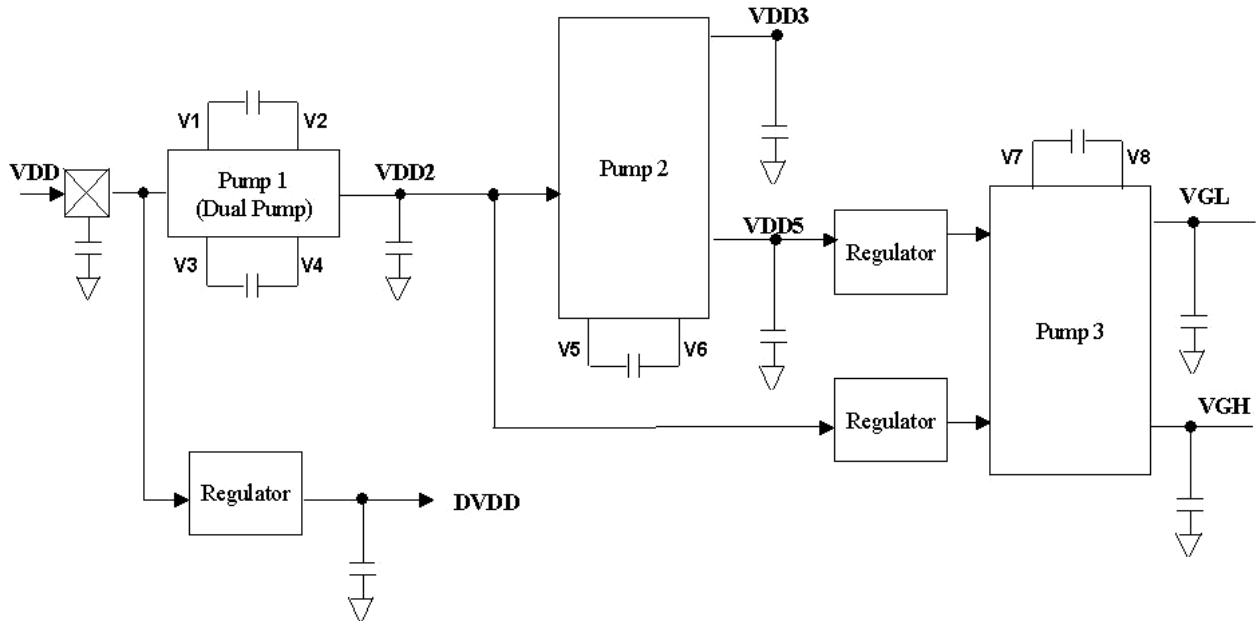 VDD3
V1
V2
VDD
Pump 1
(Dual Pump)
VDD2
Pump 2
V7
V8
V3
V4
VDD5
Regulator
VGL
V5
V6
Pump 3
Regulator
VGH
Regulator
DVDD